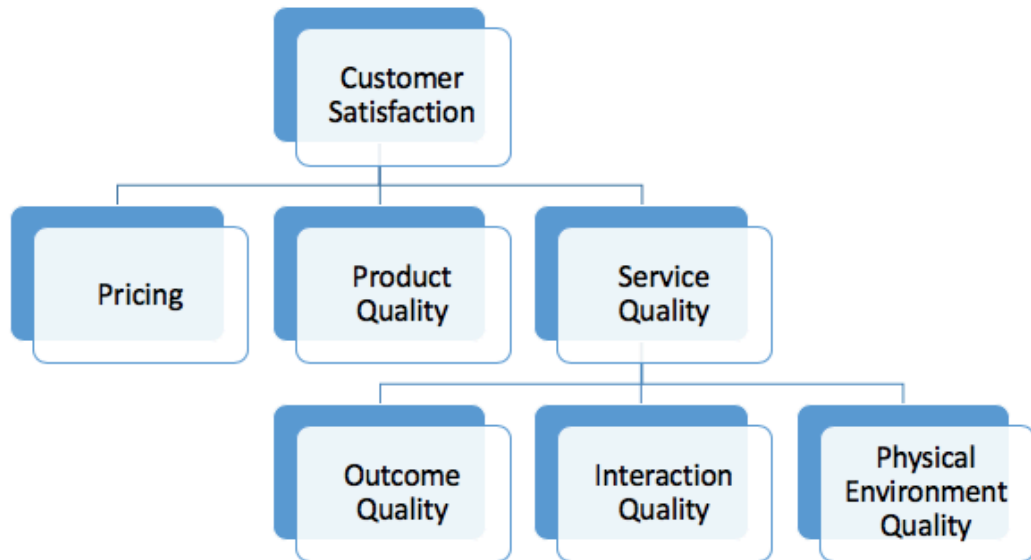 Customer
Satisfaction
Pricing
Product
Quality
Service
Quality
Outcome
Quality
Interaction
Quality
Physical
Environment
Quality